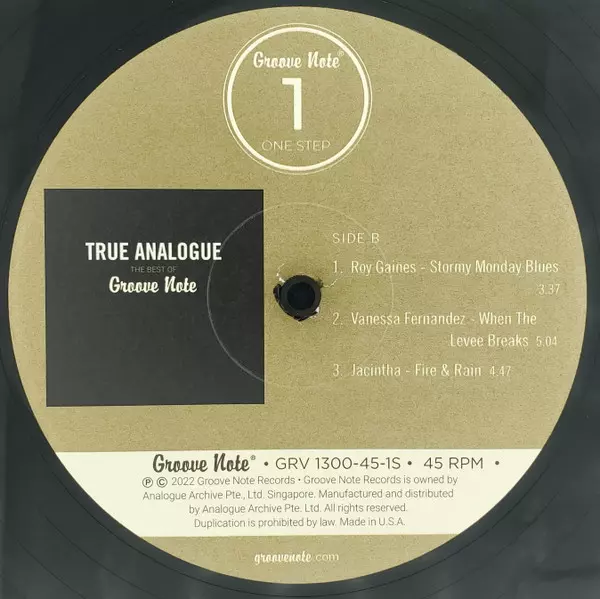 Groove Note®
1
ONE STEP
TRUE ANALOGUE
THE BEST OF
Groove Note
SIDE B
1. Roy Gaines - Stormy Monday Blues
3.37
2. Vanessa Fernandez - When The
Levee Breaks 5.04
3. Jacintha - Fire & Rain 4.47
Groove Note® • GRV 1300-45-1S • 45 RPM •
℗ © 2022 Groove Note Records • Groove Note Records is owned by
Analogue Archive Pte., Ltd. Singapore. Manufactured and distributed
by Analogue Archive Pte., Ltd. All rights reserved.
Duplication is prohibited by law. Made in U.S.A.
groovenote.com